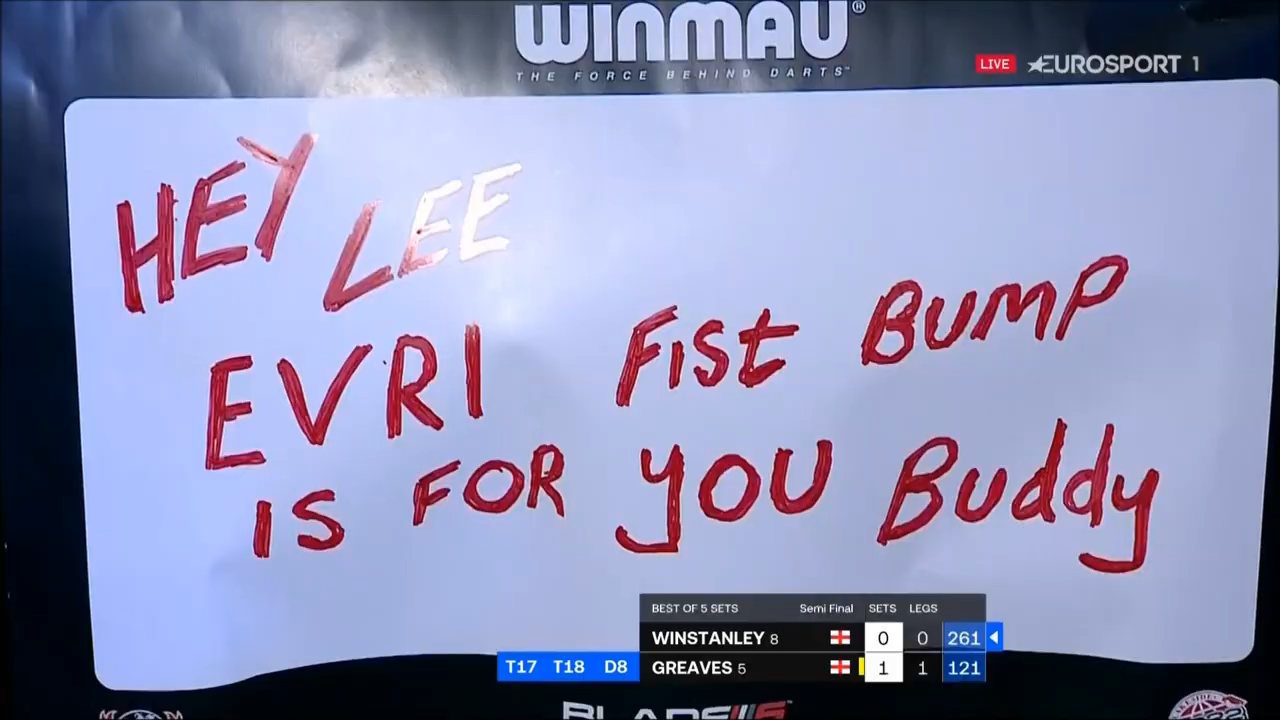 WINMAU®
THE FORCE BEHIND DARTS™
LIVE EUROSPORT 1
HEY LEE
EVRI FIST BUMP
IS FOR YOU BUddy
BEST OF 5 SETS Semi Final SETS LEGS
WINSTANLEY 8 0 0 261
T17 T18 D8 GREAVES 5 1 1 121